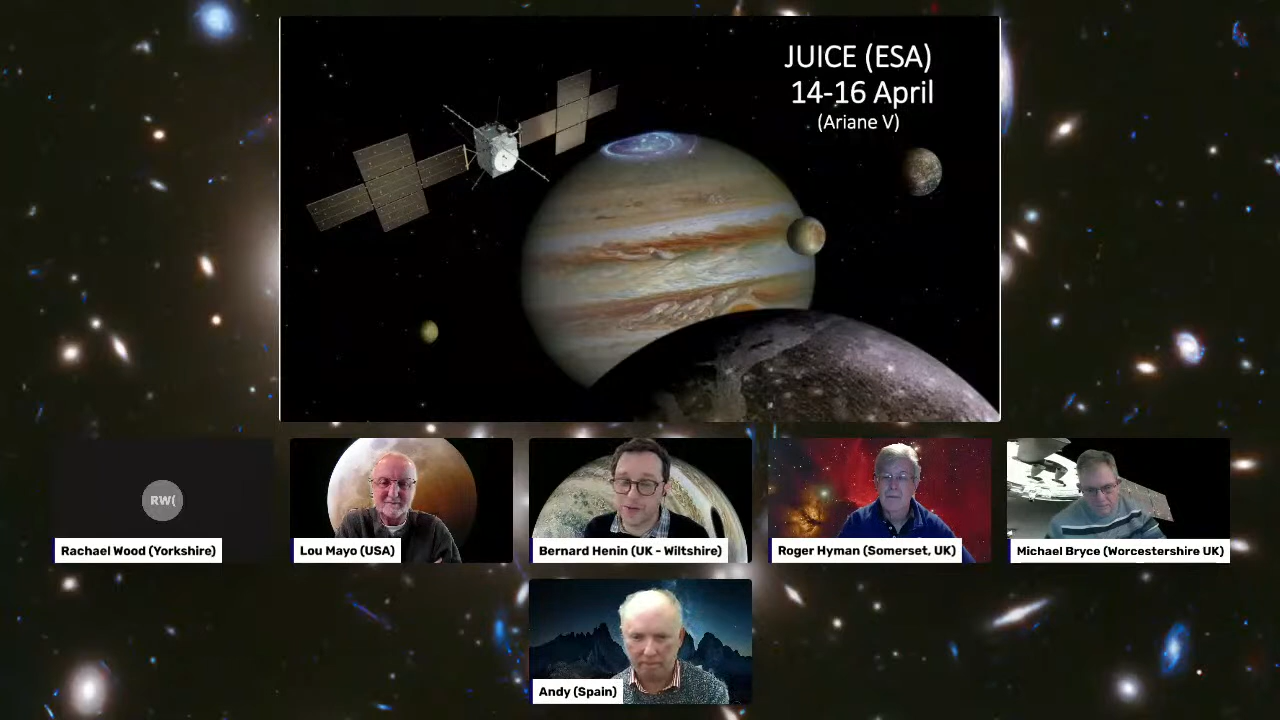 JUICE (ESA)
14-16 April
(Ariane V)
RW(
Rachael Wood (Yorkshire)
Lou Mayo (USA)
Bernard Henin (UK - Wiltshire)
Roger Hyman (Somerset, UK)
Michael Bryce (Worcestershire UK)
Andy (Spain)